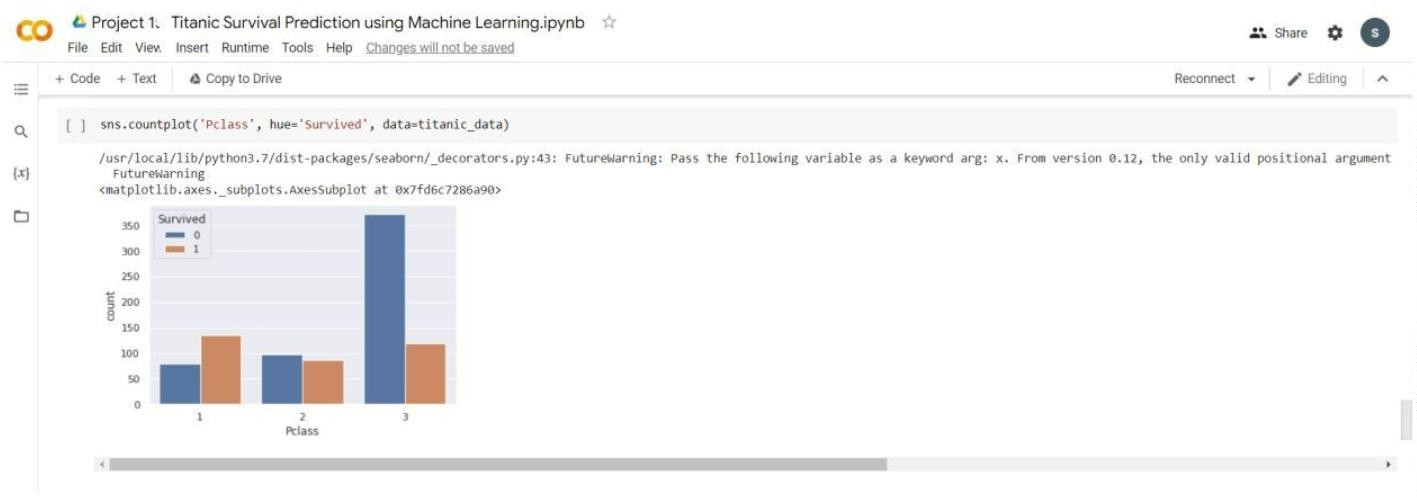 CO
Project 1. Titanic Survival Prediction using Machine Learning.ipynb
File Edit View Insert Runtime Tools Help Changes will not be saved
Share
S
+ Code + Text Copy to Drive
Reconnect
Editing
{x}
[ ] sns.countplot('Pclass', hue='Survived', data=titanic_data)
/usr/local/lib/python3.7/dist-packages/seaborn/_decorators.py:43: FutureWarning: Pass the following variable as a keyword arg: x. From version 0.12, the only valid positional argument
FutureWarning
<matplotlib.axes._subplots.AxesSubplot at 0x7fd6c7286a90>
Survived
0
1
350
300
250
200
150
100
50
0
count
1 2 3
Pclass